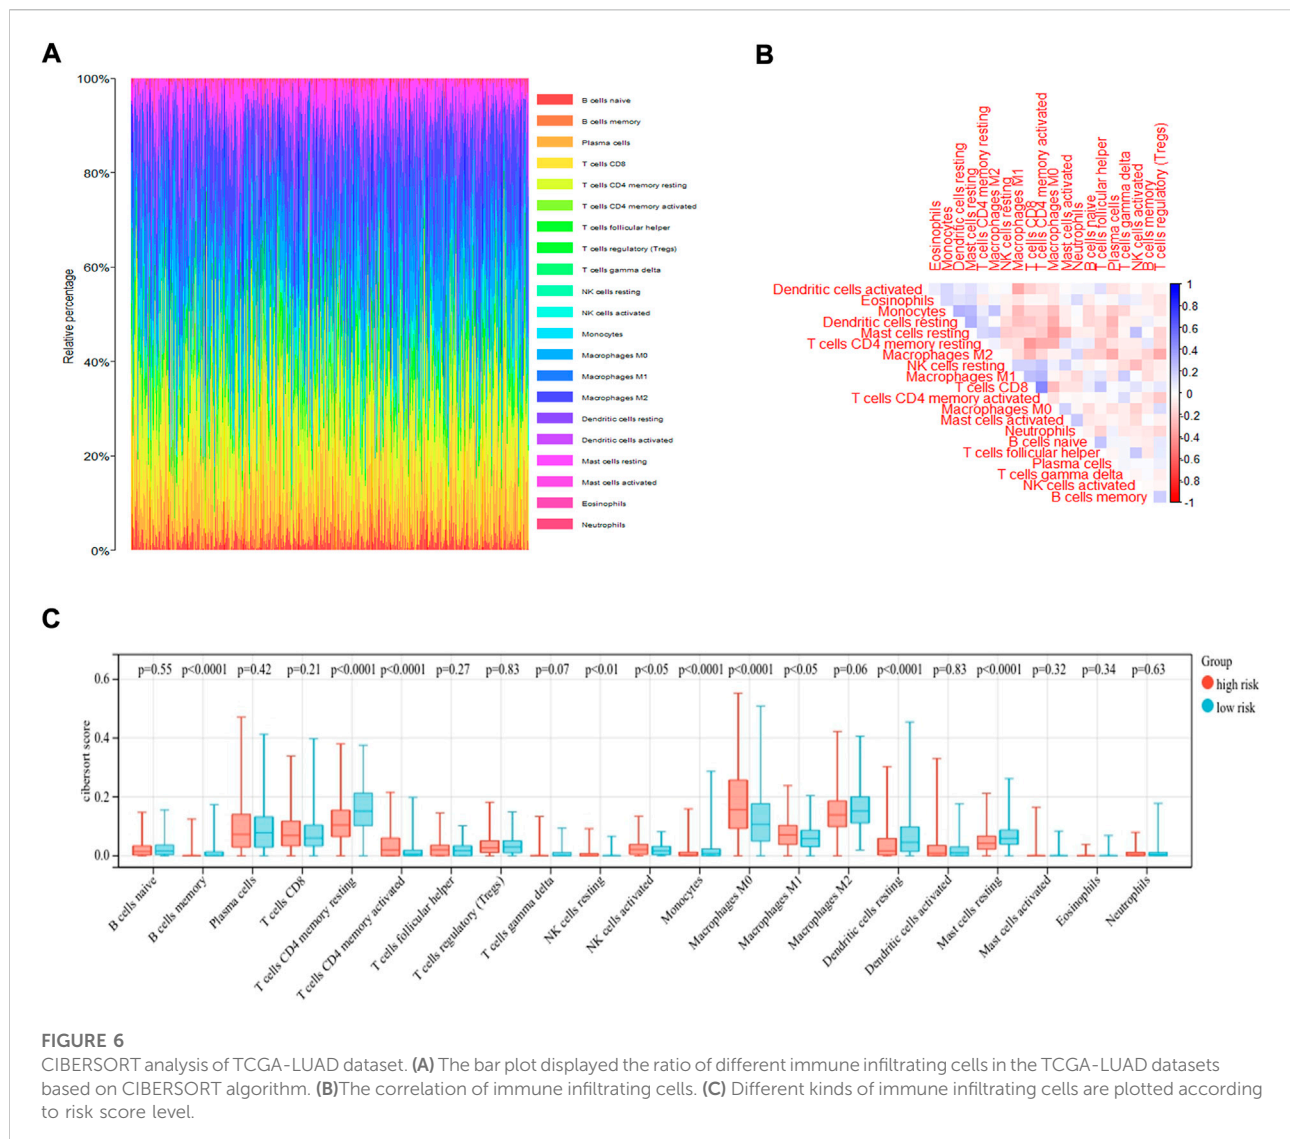 A
100%
80%
60%
40%
20%
0%
Relative percentage
B cells naive
B cells memory
Plasma cells
T cells CD8
T cells CD4 memory resting
T cells CD4 memory activated
T cells follicular helper
T cells regulatory (Tregs)
T cells gamma delta
NK cells resting
NK cells activated
Monocytes
Macrophages M0
Macrophages M1
Macrophages M2
Dendritic cells resting
Dendritic cells activated
Mast cells resting
Mast cells activated
Eosinophils
Neutrophils
B
Eosinophils
Monocytes
Dendritic cells resting
Mast cells resting
T cells CD4 memory resting
Macrophages M2
NK cells resting
Macrophages M1
T cells CD8
T cells CD4 memory activated
Macrophages M0
Mast cells activated
Neutrophils
B cells naive
T cells follicular helper
Plasma cells
T cells gamma delta
NK cells activated
B cells memory
T cells regulatory (Tregs)
Dendritic cells activated
Eosinophils
Monocytes
Dendritic cells resting
Mast cells resting
T cells CD4 memory resting
Macrophages M2
NK cells resting
Macrophages M1
T cells CD8
T cells CD4 memory activated
Macrophages M0
Mast cells activated
Neutrophils
B cells naive
T cells follicular helper
Plasma cells
T cells gamma delta
NK cells activated
B cells memory
1
0.8
0.6
0.4
0.2
0
-0.2
-0.4
-0.6
-0.8
-1
C
p=0.55 p<0.0001 p=0.42 p=0.21 p<0.0001 p<0.0001 p=0.27 p=0.83 p=0.07 p<0.01 p<0.05 p<0.0001 p<0.0001 p<0.05 p=0.06 p<0.0001 p=0.83 p<0.0001 p=0.32 p=0.34 p=0.63
Group
high risk
low risk
0.6
0.4
0.2
0.0
cibersort score
B cells naive
B cells memory
Plasma cells
T cells CD8
T cells CD4 memory resting
T cells CD4 memory activated
T cells follicular helper
T cells regulatory (Tregs)
T cells gamma delta
NK cells resting
NK cells activated
Monocytes
Macrophages M0
Macrophages M1
Macrophages M2
Dendritic cells resting
Dendritic cells activated
Mast cells resting
Mast cells activated
Eosinophils
Neutrophils
FIGURE 6
CIBERSORT analysis of TCGA-LUAD dataset. (A) The bar plot displayed the ratio of different immune infiltrating cells in the TCGA-LUAD datasets
based on CIBERSORT algorithm. (B)The correlation of immune infiltrating cells. (C) Different kinds of immune infiltrating cells are plotted according
to risk score level.